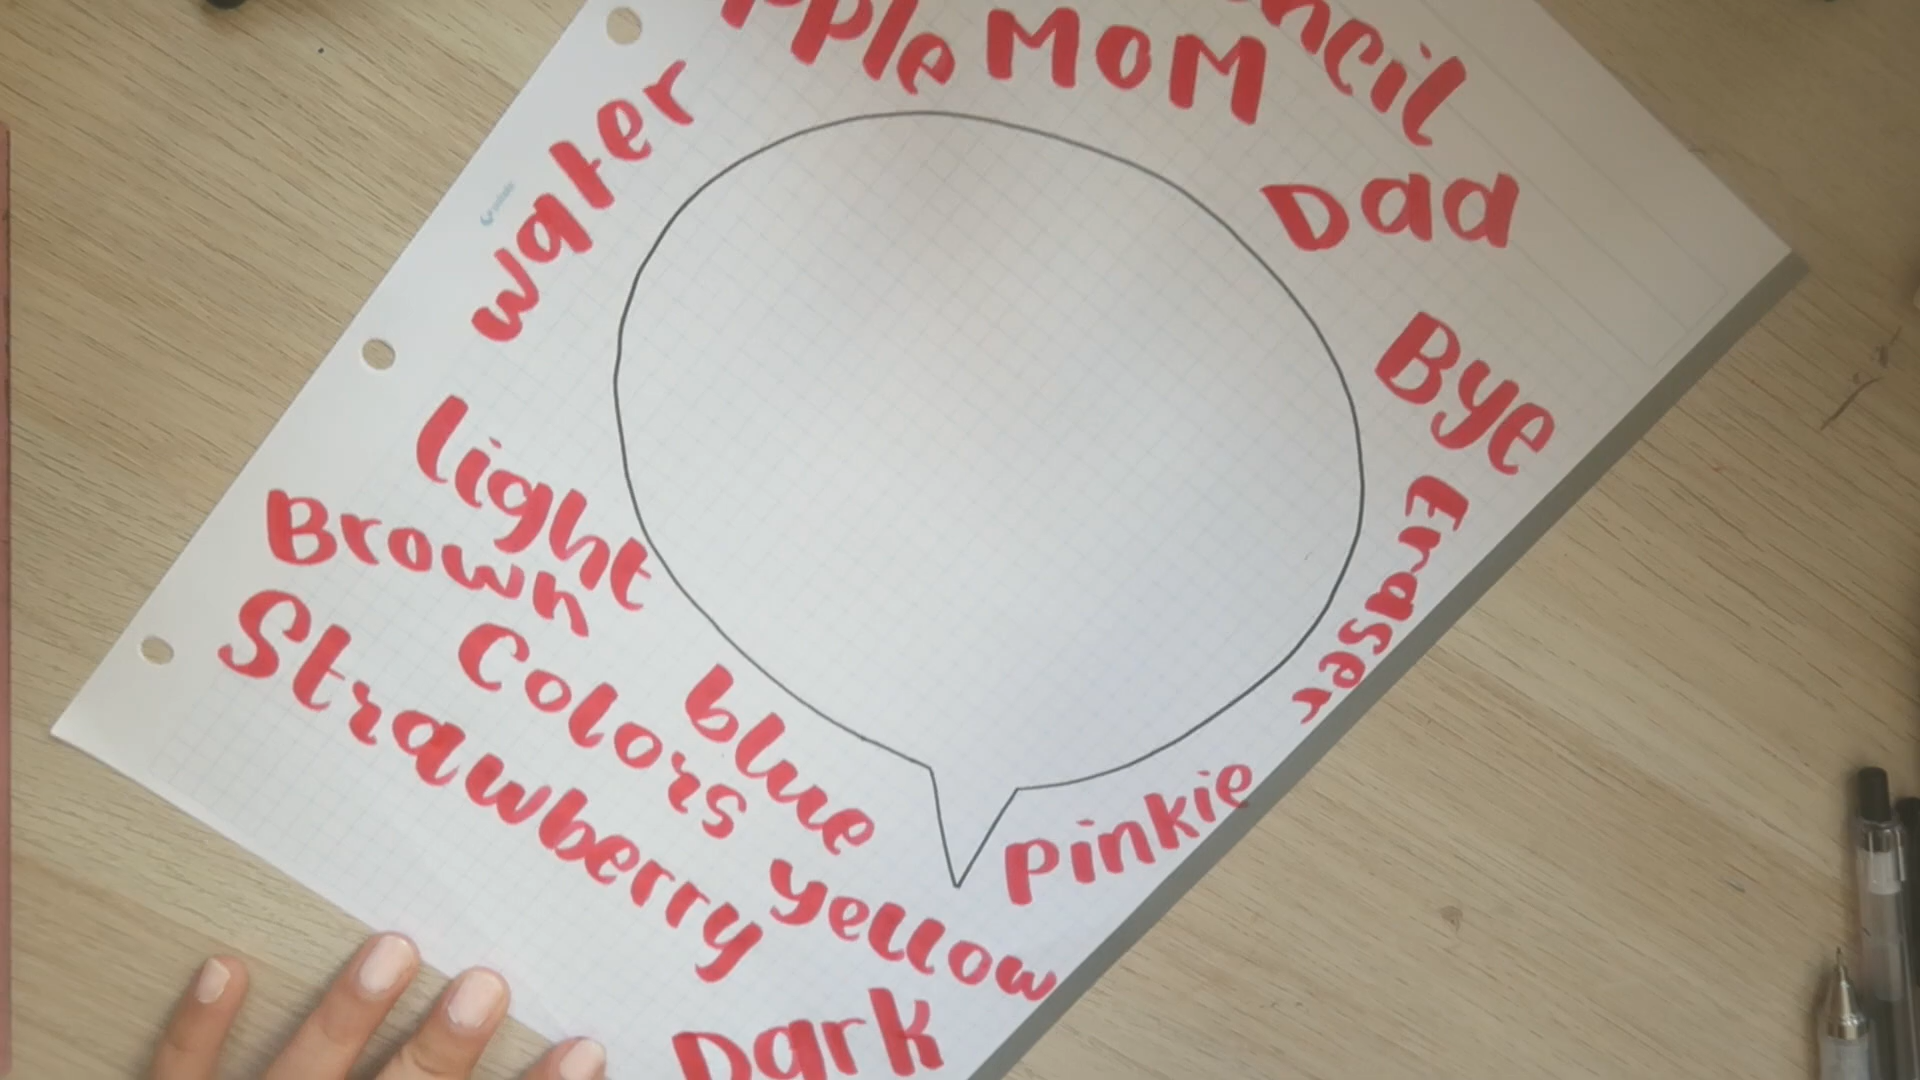 pple
MOM
ncil
water
Dad
Bye
light
Brown
Eraser
Strawberry
Colors
blue
Pinkie
yellow
Dark